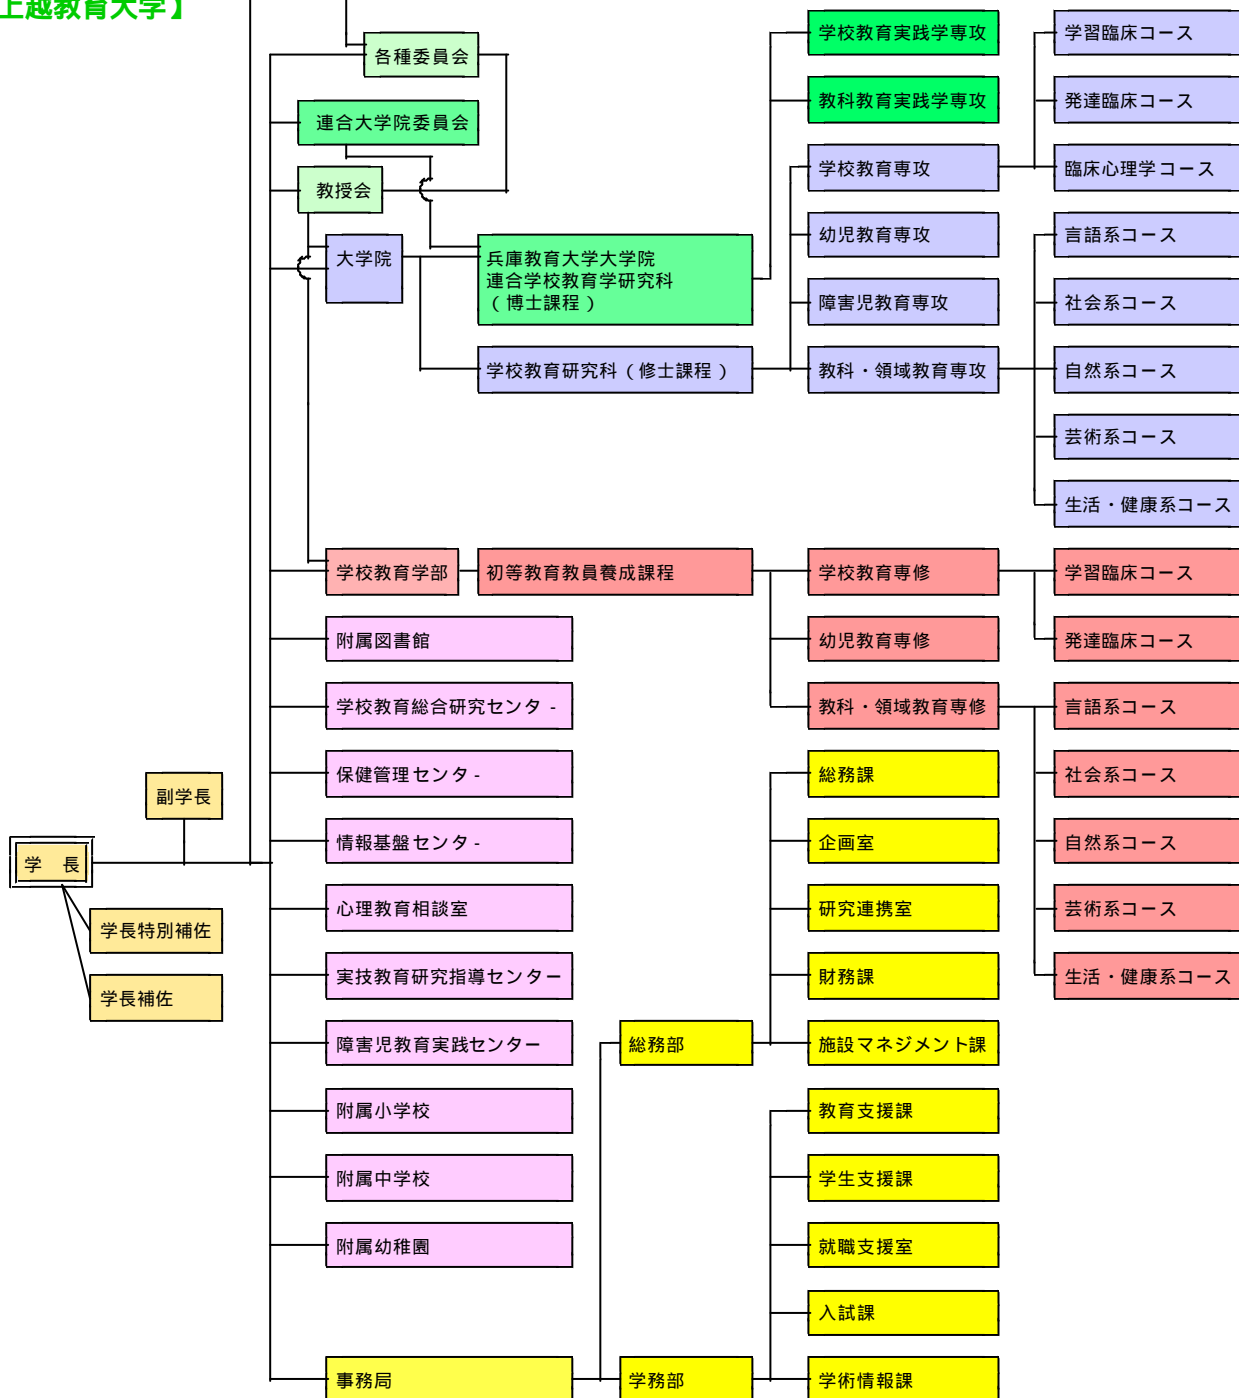 上越教育大学】
各種委員会
連合大学院委員会
教授会
大学院
兵庫教育大学大学院
連合学校教育学研究科
（博士課程）
学校教育研究科（修士課程）
学校教育実践学専攻
教科教育実践学専攻
学校教育専攻
幼児教育専攻
障害児教育専攻
教科・領域教育専攻
学習臨床コース
発達臨床コース
臨床心理学コース
言語系コース
社会系コース
自然系コース
芸術系コース
生活・健康系コース
学校教育学部
初等教育教員養成課程
学校教育専修
幼児教育専修
教科・領域教育専修
学習臨床コース
発達臨床コース
言語系コース
社会系コース
自然系コース
芸術系コース
生活・健康系コース
附属図書館
学校教育総合研究センタ-
保健管理センタ-
情報基盤センタ-
心理教育相談室
実技教育研究指導センター
障害児教育実践センター
附属小学校
附属中学校
附属幼稚園
事務局
副学長
学　長
学長特別補佐
学長補佐
総務部
総務課
企画室
研究連携室
財務課
施設マネジメント課
学務部
教育支援課
学生支援課
就職支援室
入試課
学術情報課